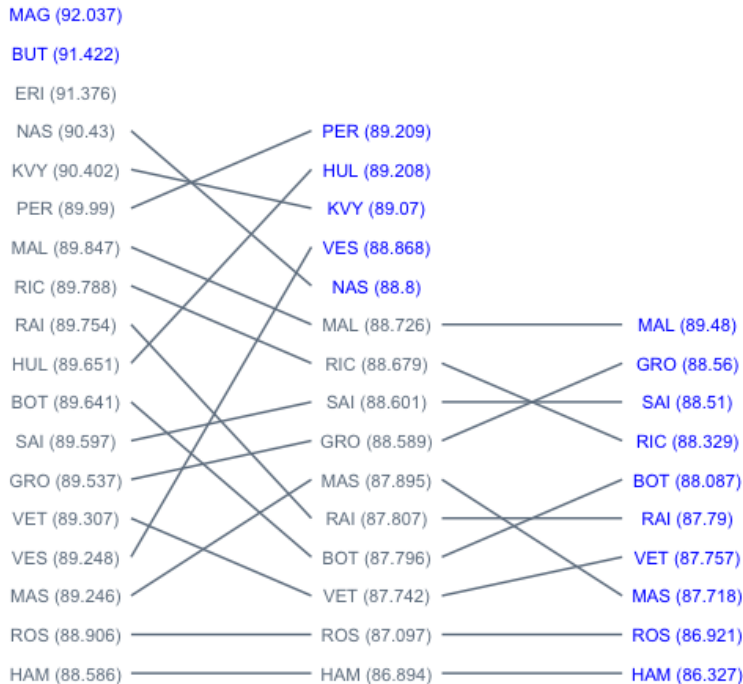 MAG (92.037)
BUT (91.422)
ERI (91.376)
NAS (90.43) PER (89.209)
KVY (90.402) HUL (89.208)
PER (89.99) KVY (89.07)
MAL (89.847) VES (88.868)
RIC (89.788) NAS (88.8)
RAI (89.754) MAL (88.726) MAL (89.48)
HUL (89.651) RIC (88.679) GRO (88.56)
BOT (89.641) SAI (88.601) SAI (88.51)
SAI (89.597) GRO (88.589) RIC (88.329)
GRO (89.537) MAS (87.895) BOT (88.087)
VET (89.307) RAI (87.807) RAI (87.79)
VES (89.248) BOT (87.796) VET (87.757)
MAS (89.246) VET (87.742) MAS (87.718)
ROS (88.906) ROS (87.097) ROS (86.921)
HAM (88.586) HAM (86.894) HAM (86.327)